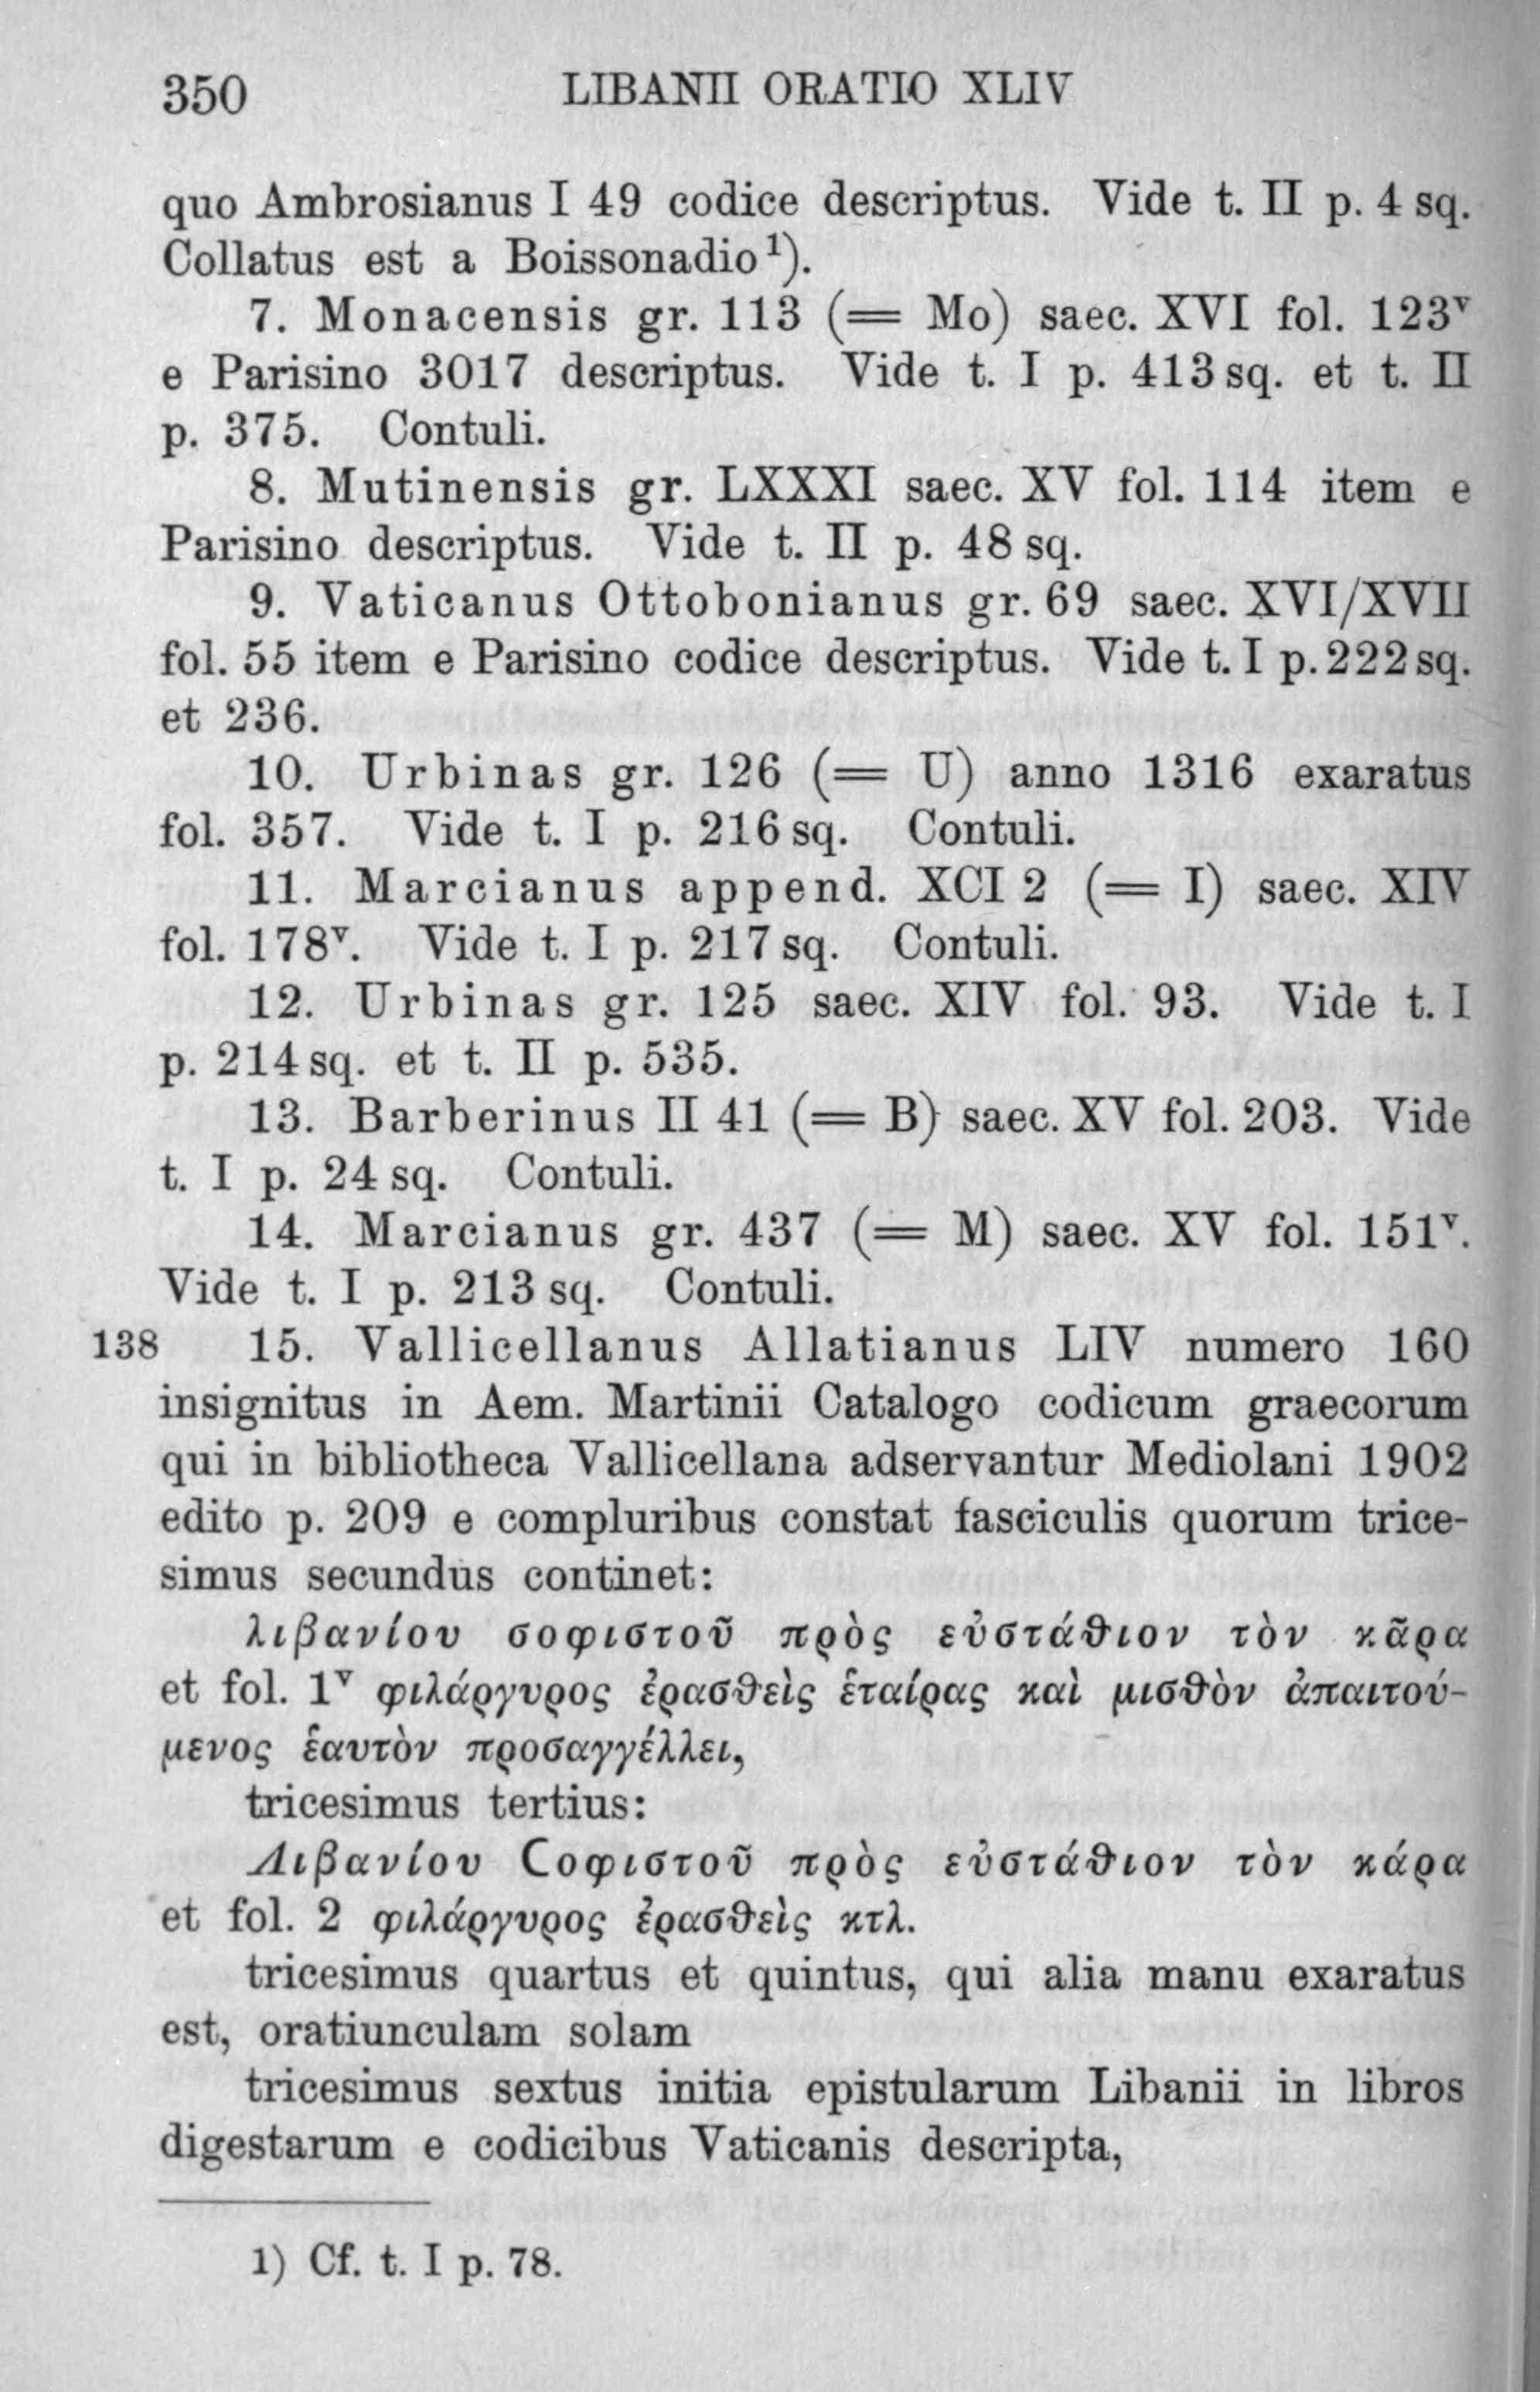 350 LIBANII ORATIO XLIV
quo Ambrosianus I 49 codice descriptus. Vide t. II p. 4 sq.
Collatus est a Boissonadio¹).
7. Monacensis gr. 113 (= Mo) saec. XVI fol. 123ᵛ
e Parisino 3017 descriptus. Vide t. I p. 413 sq. et t. II
p. 375. Contuli.
8. Mutinensis gr. LXXXI saec. XV fol. 114 item e
Parisino descriptus. Vide t. II p. 48 sq.
9. Vaticanus Ottobonianus gr. 69 saec. XVI/XVII
fol. 55 item e Parisino codice descriptus. Vide t. I p. 222 sq.
et 236.
10. Urbinas gr. 126 (= U) anno 1316 exaratus
fol. 357. Vide t. I p. 216 sq. Contuli.
11. Marcianus append. XCI 2 (= I) saec. XIV
fol. 178ᵛ. Vide t. I p. 217 sq. Contuli.
12. Urbinas gr. 125 saec. XIV fol. 93. Vide t. I
p. 214 sq. et t. II p. 535.
13. Barberinus II 41 (= B) saec. XV fol. 203. Vide
t. I p. 24 sq. Contuli.
14. Marcianus gr. 437 (= M) saec. XV fol. 151ᵛ.
Vide t. I p. 213 sq. Contuli.
138 15. Vallicellanus Allatianus LIV numero 160
insignitus in Aem. Martinii Catalogo codicum graecorum
qui in bibliotheca Vallicellana adservantur Mediolani 1902
edito p. 209 e compluribus constat fasciculis quorum trice-
simus secundus continet:
λιβανίου σοφιστοῦ πρὸς εὐστάθιον τὸν κᾶρα
et fol. 1ᵛ φιλάργυρος ἐρασθεὶς ἑταίρας καὶ μισθὸν ἀπαιτού-
μενος ἑαυτὸν προσαγγέλλει,
tricesimus tertius:
Λιβανίου Ϲοφιστοῦ πρὸς εὐστάθιον τὸν κάρα
et fol. 2 φιλάργυρος ἐρασθεὶς κτλ.
tricesimus quartus et quintus, qui alia manu exaratus
est, oratiunculam solam
tricesimus sextus initia epistularum Libanii in libros
digestarum e codicibus Vaticanis descripta,
1) Cf. t. I p. 78.